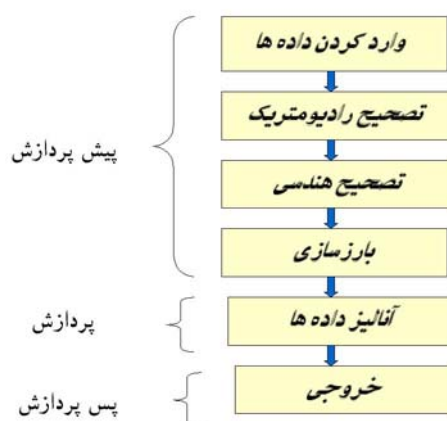 وارد کردن داده ها
تصحیح رادیومتریک
تصحیح هندسی
بارزسازی
پیش پردازش
آنالیز داده ها
پردازش
خروجی
پس پردازش